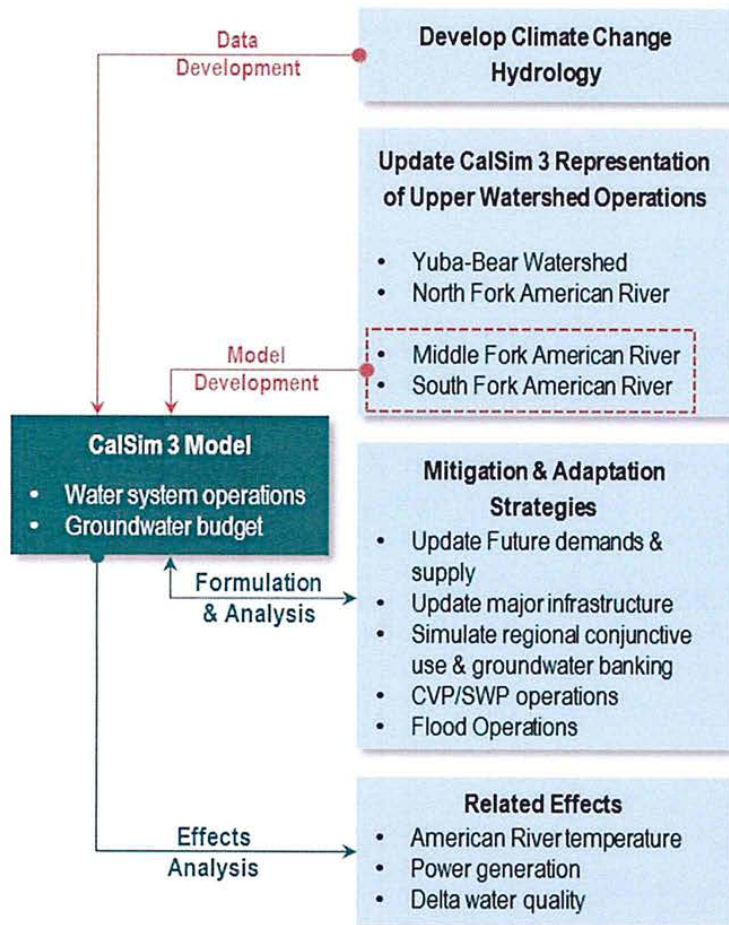 Data
Development
Develop Climate Change
Hydrology
Update CalSim 3 Representation
of Upper Watershed Operations
• Yuba-Bear Watershed
• North Fork American River
• Middle Fork American River
• South Fork American River
Model
Development
CalSim 3 Model
• Water system operations
• Groundwater budget
Mitigation & Adaptation
Strategies
• Update Future demands &
supply
• Update major infrastructure
• Simulate regional conjunctive
use & groundwater banking
• CVP/SWP operations
• Flood Operations
Formulation
& Analysis
Related Effects
• American River temperature
• Power generation
• Delta water quality
Effects
Analysis